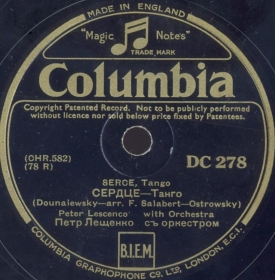 MADE IN ENGLAND
"Magic Notes"
TRADE MARK
Columbia
Copyright Patented Record. Not to be publicly performed
without licence nor sold below price fixed by Patentees.
(CHR.582)
(78 R)
DC 278
SERCE, Tango
СЕРДЦЕ—Танго
(Dounaiewsky—arr. F. Salabert—Ostrowsky)
Peter Lescenco with Orchestra
Петр Лещенко съ орнестром
B.I.E.M.
COLUMBIA GRAPHOPHONE Co. LTD, LONDON, E.C.1.